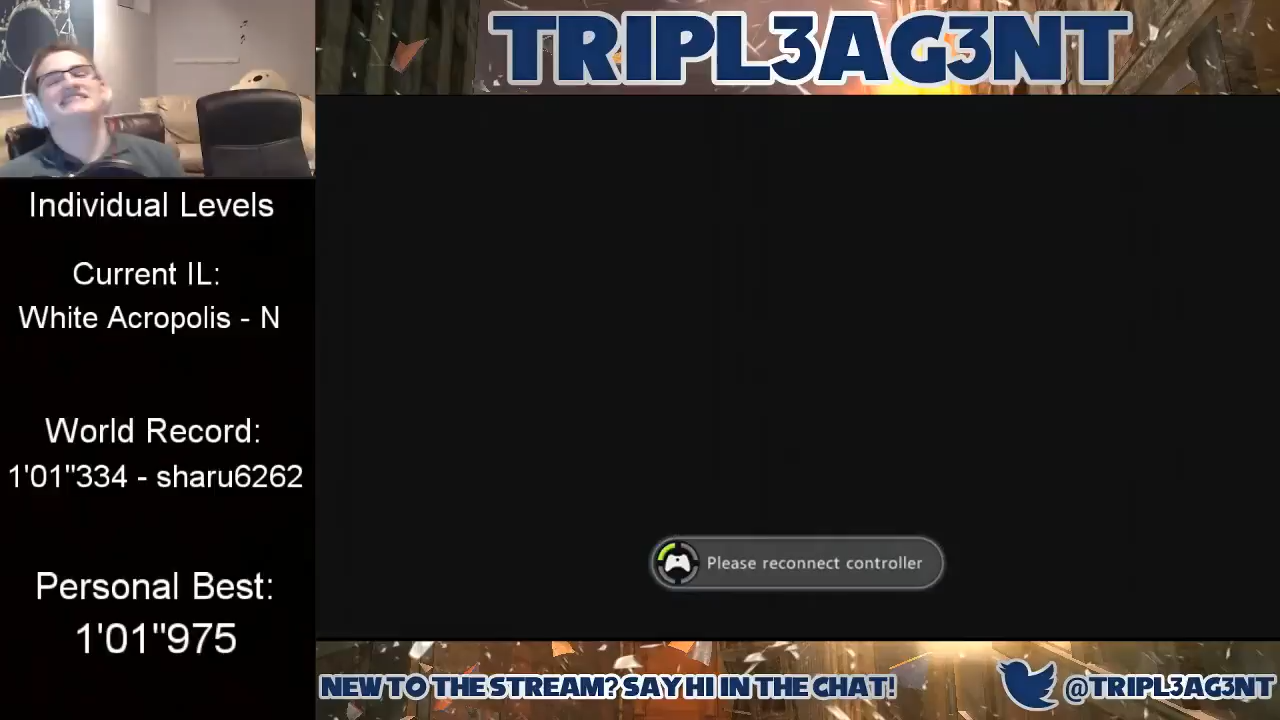 TRIPL3AG3NT
Individual Levels
Current IL:
White Acropolis - N
World Record:
1'01"334 - sharu6262
Personal Best:
1'01"975
Please reconnect controller
NEW TO THE STREAM? SAY HI IN THE CHAT!
@TRIPL3AG3NT